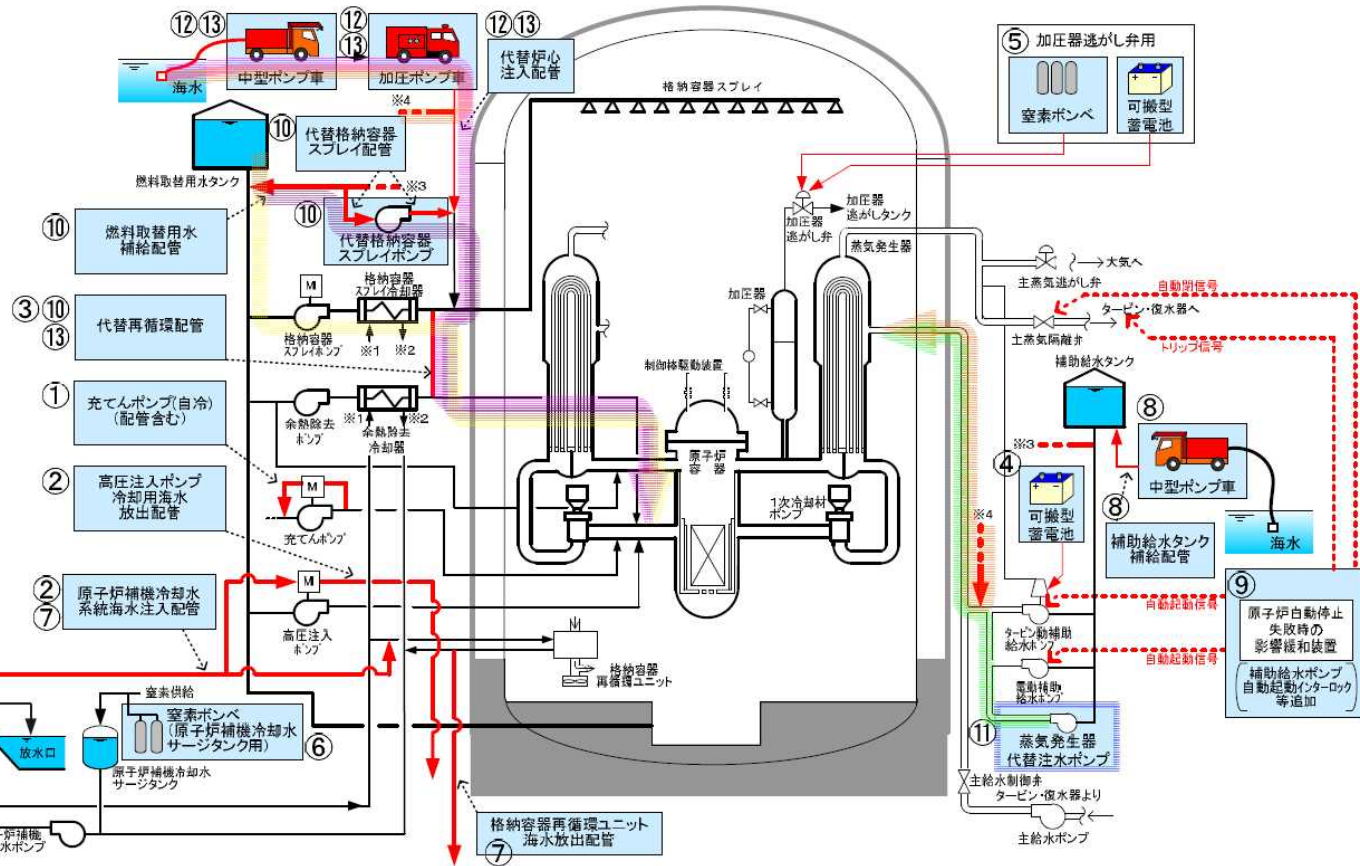 ⑫⑬
⑫
⑬
⑫⑬
中型ポンプ車
加圧ポンプ車
海水
代替炉心
注入配管
⑤ 加圧器逃がし弁用
窒素ボンベ
可搬型
蓄電池
格納容器スプレイ
※4
⑩
代替格納容器
スプレイ配管
燃料取替用水タンク
※3
⑩
燃料取替用水
補給配管
⑩
代替格納容器
スプレイポンプ
加圧器
逃がしタンク
加圧器
逃がし弁
蒸気発生器
大気へ
主蒸気逃がし弁
自動閉信号
タービン・復水器へ
主蒸気隔離弁
トリップ信号
③⑩
⑬
代替再循環配管
M
格納容器
スプレイ冷却器
格納容器
スプレイポンプ
※1
※2
加圧器
制御棒駆動装置
補助給水タンク
①
充てんポンプ(自冷)
(配管含む)
余熱除去
ポンプ
※1
※2
余熱除去
冷却器
原子炉
容器
1次冷却材
ポンプ
⑧
中型ポンプ車
海水
※3
④
可搬型
蓄電池
⑧
補助給水タンク
補給配管
※4
②
高圧注入ポンプ
冷却用海水
放出配管
M
充てんポンプ
②
⑦
原子炉補機冷却水
系統海水注入配管
M
高圧注入
ポンプ
格納容器
再循環ユニット
自動起動信号
タービン動補助
給水ポンプ
自動起動信号
電動補助
給水ポンプ
⑨
原子炉自動停止
失敗時の
影響緩和装置
補助給水ポンプ
自動起動インターロック
等追加
窒素供給
窒素ボンベ
(原子炉補機冷却水
サージタンク用)
⑥
放水口
原子炉補機冷却水
サージタンク
⑪
蒸気発生器
代替注水ポンプ
主給水制御弁
タービン・復水器より
主給水ポンプ
格納容器再循環ユニット
海水放出配管
⑦
炉補機
水ポンプ